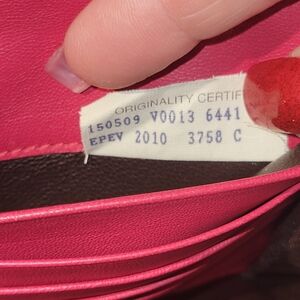 ORIGINALITY CERTIF
150509 V0013 6441
EPEV 2010 3758 C